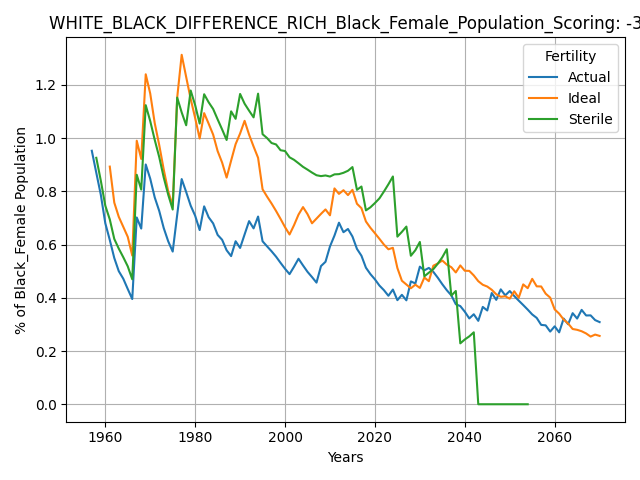 WHITE_BLACK_DIFFERENCE_RICH_Black_Female_Population_Scoring: -3
Fertility
Actual
Ideal
Sterile
% of Black_Female Population
1.2
1.0
0.8
0.6
0.4
0.2
0.0
1960 1980 2000 2020 2040 2060
Years